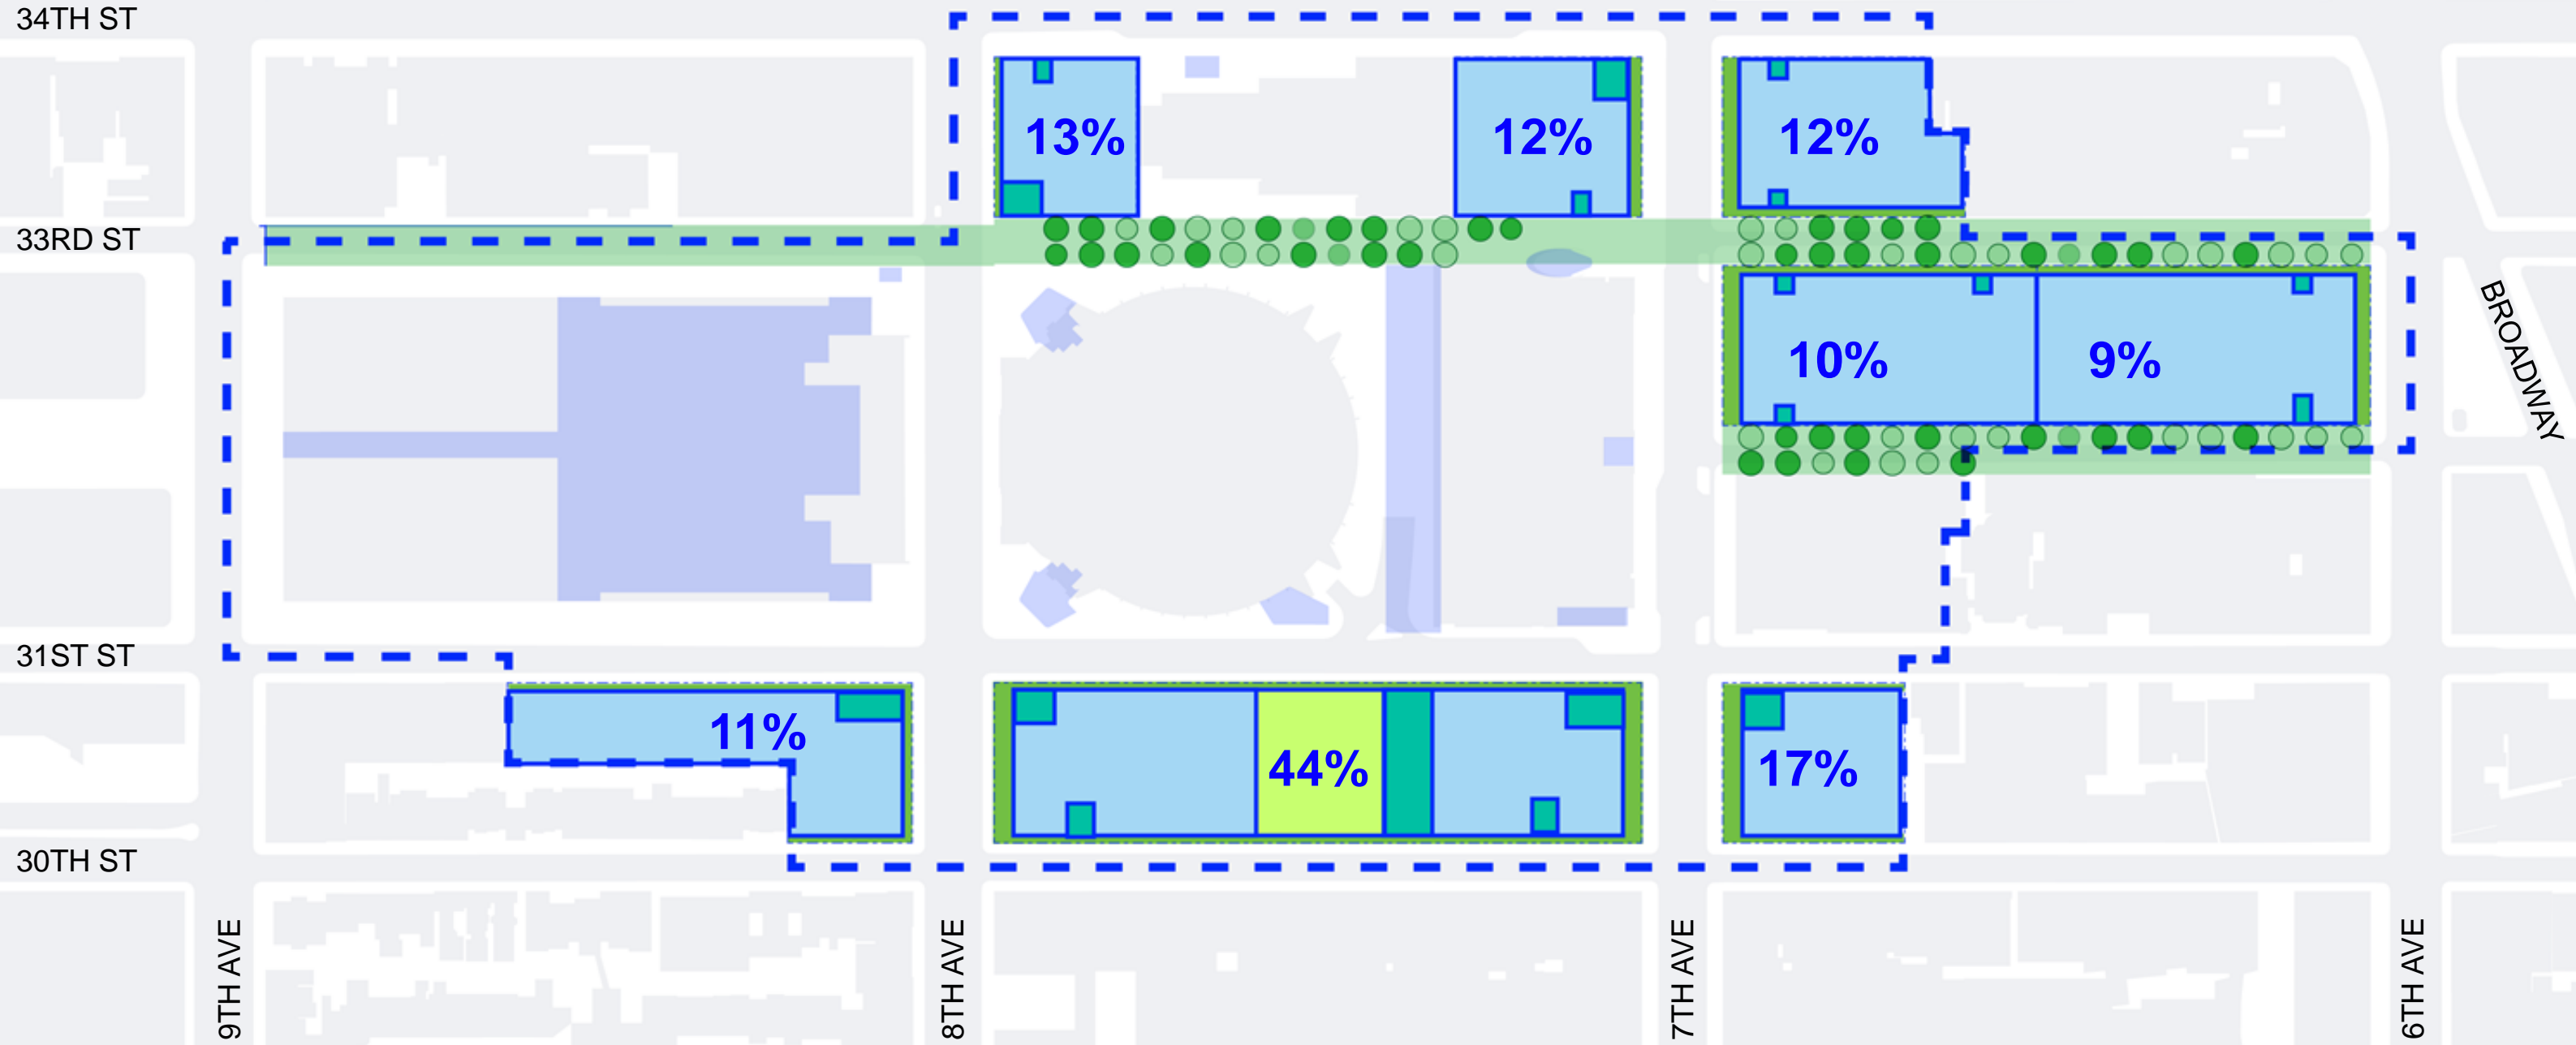 34TH ST
13%
12%
12%
33RD ST
10%
9%
BROADWAY
31ST ST
11%
44%
17%
30TH ST
9TH AVE
8TH AVE
7TH AVE
6TH AVE